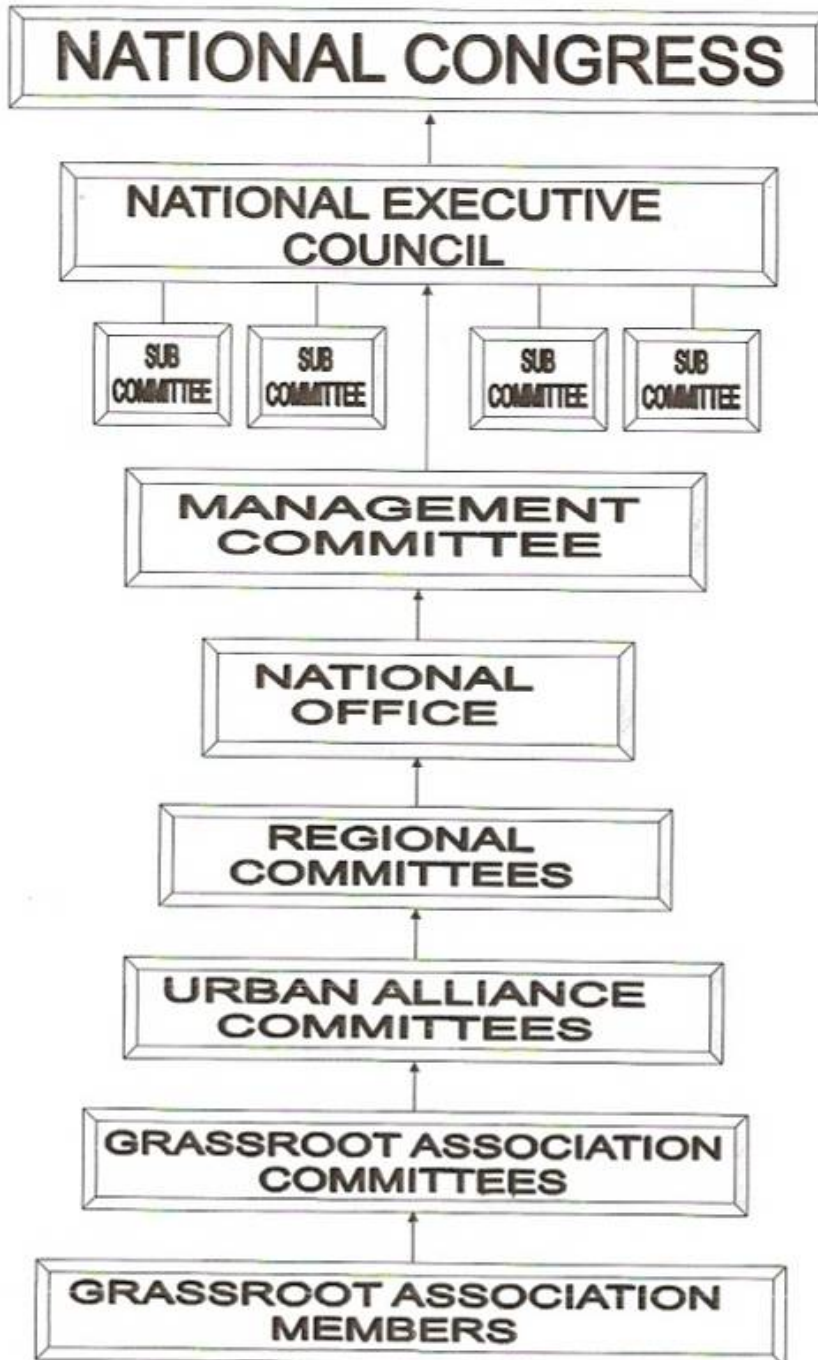 NATIONAL CONGRESS
NATIONAL EXECUTIVE
COUNCIL
SUB
COMMITTEE
SUB
COMMITTEE
SUB
COMMITTEE
SUB
COMMITTEE
MANAGEMENT
COMMITTEE
NATIONAL
OFFICE
REGIONAL
COMMITTEES
URBAN ALLIANCE
COMMITTEES
GRASSROOT ASSOCIATION
COMMITTEES
GRASSROOT ASSOCIATION
MEMBERS